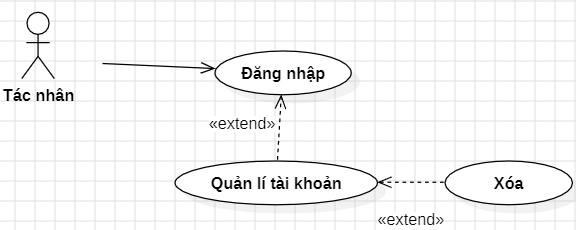 Tác nhân
Đăng nhập
«extend»
Quản lí tài khoản
Xóa
«extend»